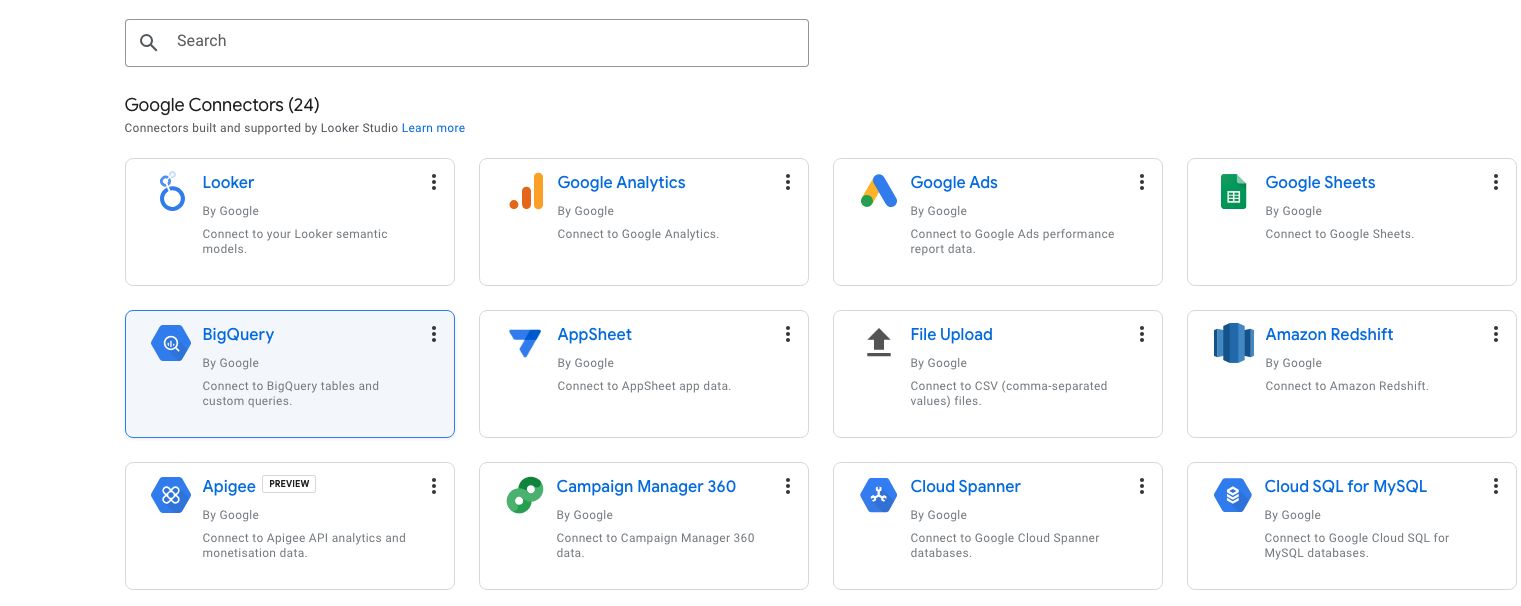 Search
Google Connectors (24)
Connectors built and supported by Looker Studio Learn more
Looker
By Google
Connect to your Looker semantic
models.
Google Analytics
By Google
Connect to Google Analytics.
Google Ads
By Google
Connect to Google Ads performance
report data.
Google Sheets
By Google
Connect to Google Sheets.
BigQuery
By Google
Connect to BigQuery tables and
custom queries.
AppSheet
By Google
Connect to AppSheet app data.
File Upload
By Google
Connect to CSV (comma-separated
values) files.
Amazon Redshift
By Google
Connect to Amazon Redshift.
Apigee PREVIEW
By Google
Connect to Apigee API analytics and
monetisation data.
Campaign Manager 360
By Google
Connect to Campaign Manager 360
data.
Cloud Spanner
By Google
Connect to Google Cloud Spanner
databases.
Cloud SQL for MySQL
By Google
Connect to Google Cloud SQL for
MySQL databases.